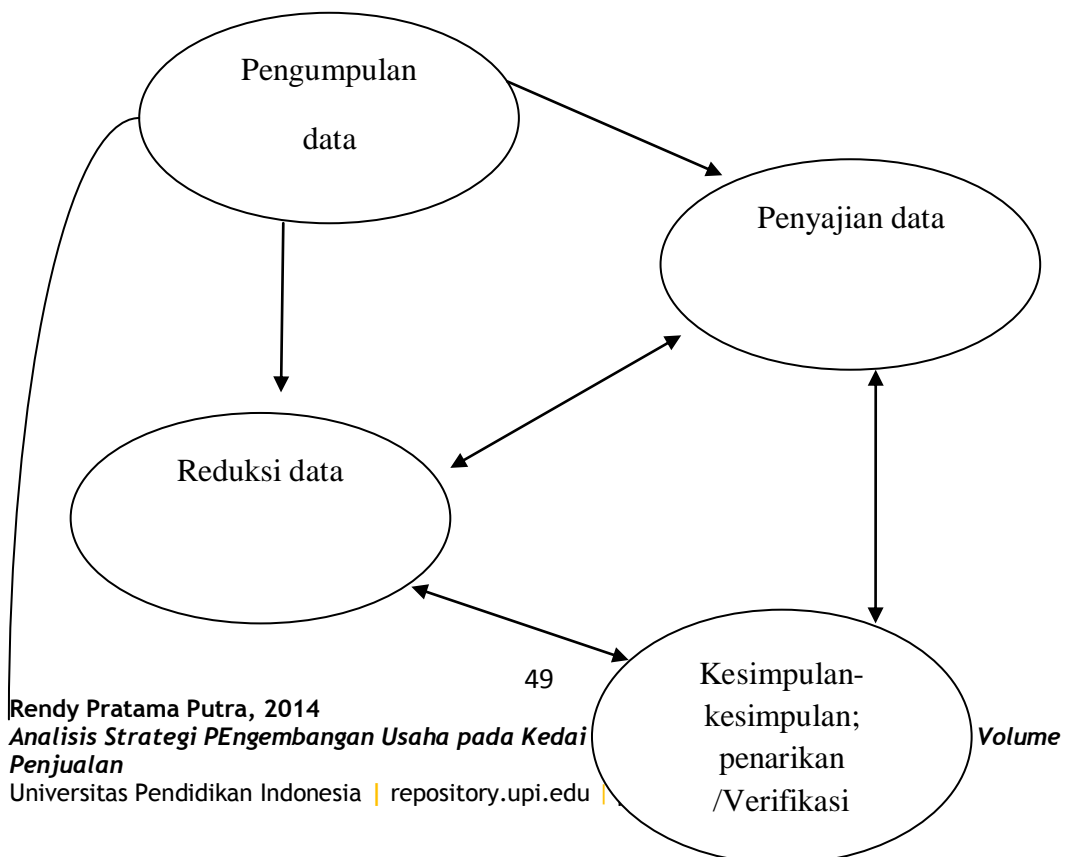 Pengumpulan
data
Penyajian data
Reduksi data
Kesimpulan-
kesimpulan;
penarikan
/Verifikasi
49
Rendy Pratama Putra, 2014
Analisis Strategi PEngembangan Usaha pada Kedai Volume
Penjualan
Universitas Pendidikan Indonesia | repository.upi.edu |